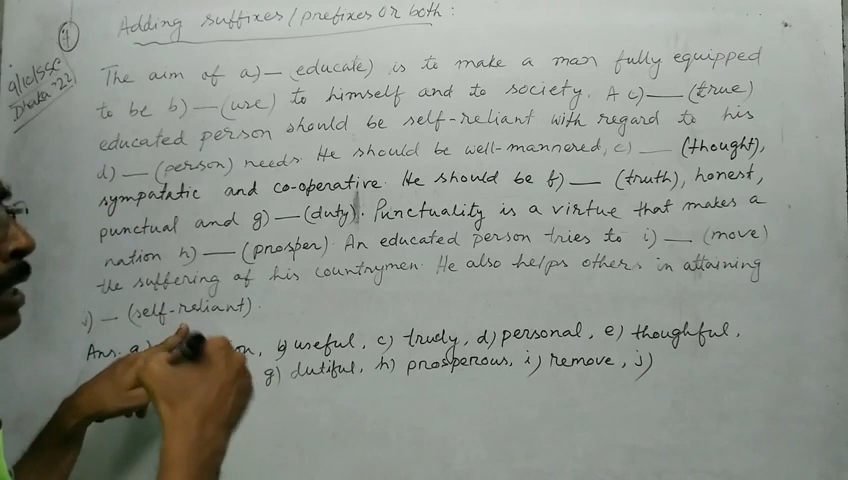 4 Adding suffixes/prefixes or both:
9/10/SSC
Dhaka '22
The aim of a)— (educate) is to make a man fully equipped
to be b) — (use) to himself and to society. A c) — (true)
educated person should be self-reliant with regard to his
d) — (person) needs. He should be well-mannered, e) — (thought),
sympatatic and co-operative. He should be f) — (truth), honest,
punctual and g) — (duty). Punctuality is a virtue that makes a
nation h) — (prosper). An educated person tries to i) — (move)
the suffering of his countrymen. He also helps others in attaining
j) — (self-reliant).
Ans. a) on, b) useful, c) truly, d) personal, e) thoughful,
g) dutiful, h) prosperous, i) remove, j)